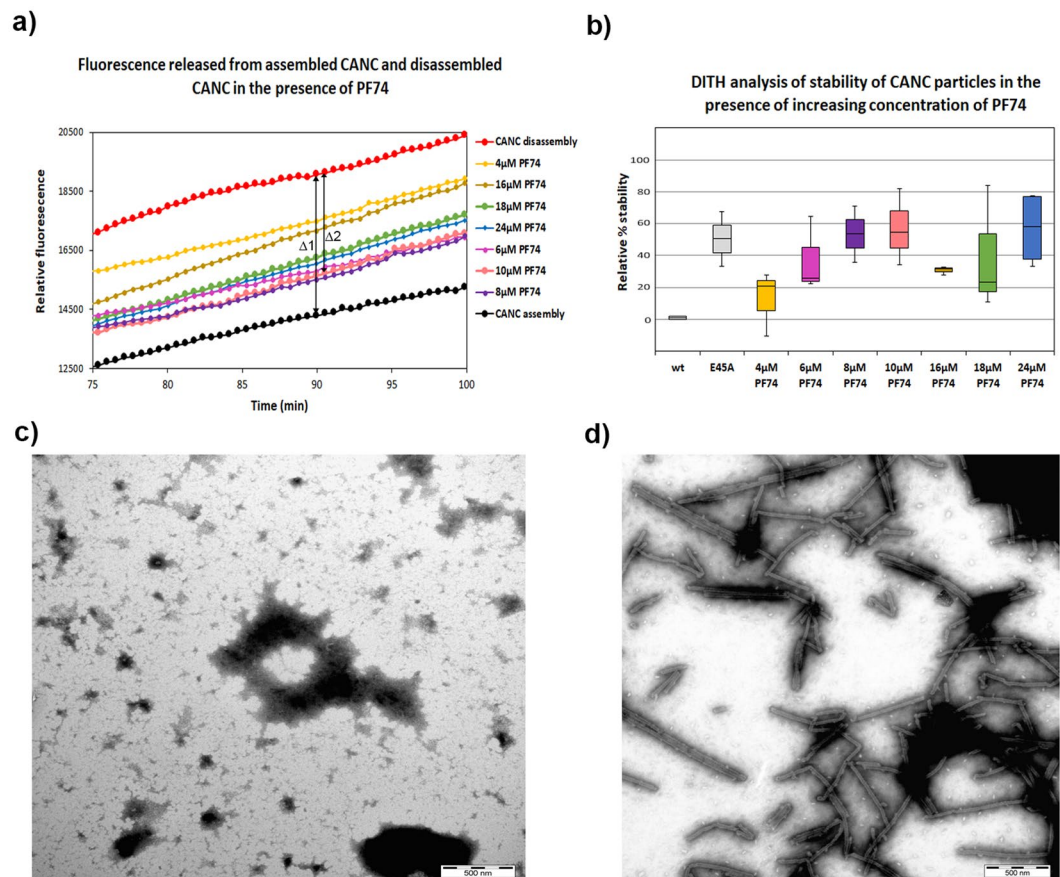 a)
Fluorescence released from assembled CANC and disassembled
CANC in the presence of PF74
Relative fluoresecence
20500
18500
16500
14500
12500
75
80
85
90
95
100
Time (min)
Δ1
Δ2
CANC disassembly
4µM PF74
16µM PF74
18µM PF74
24µM PF74
6µM PF74
10µM PF74
8µM PF74
CANC assembly
b)
DITH analysis of stability of CANC particles in the
presence of increasing concentration of PF74
Relative % stability
100
80
60
40
20
0
wt
E45A
4µM
PF74
6µM
PF74
8µM
PF74
10µM
PF74
16µM
PF74
18µM
PF74
24µM
PF74
c)
500 nm
d)
500 nm